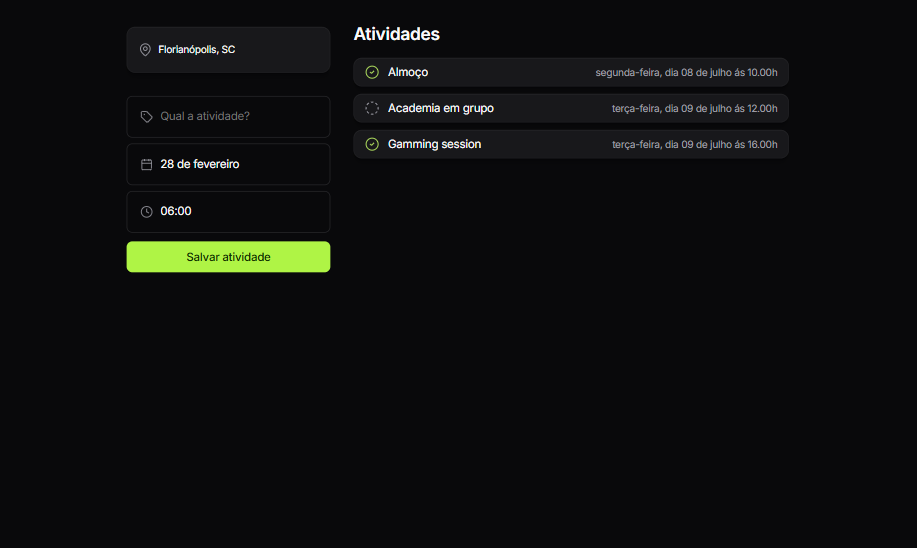 Florianópolis, SC
Qual a atividade?
28 de fevereiro
06:00
Salvar atividade
Atividades
Almoço segunda-feira, dia 08 de julho ás 10.00h
Academia em grupo terça-feira, dia 09 de julho ás 12.00h
Gamming session terça-feira, dia 09 de julho ás 16.00h